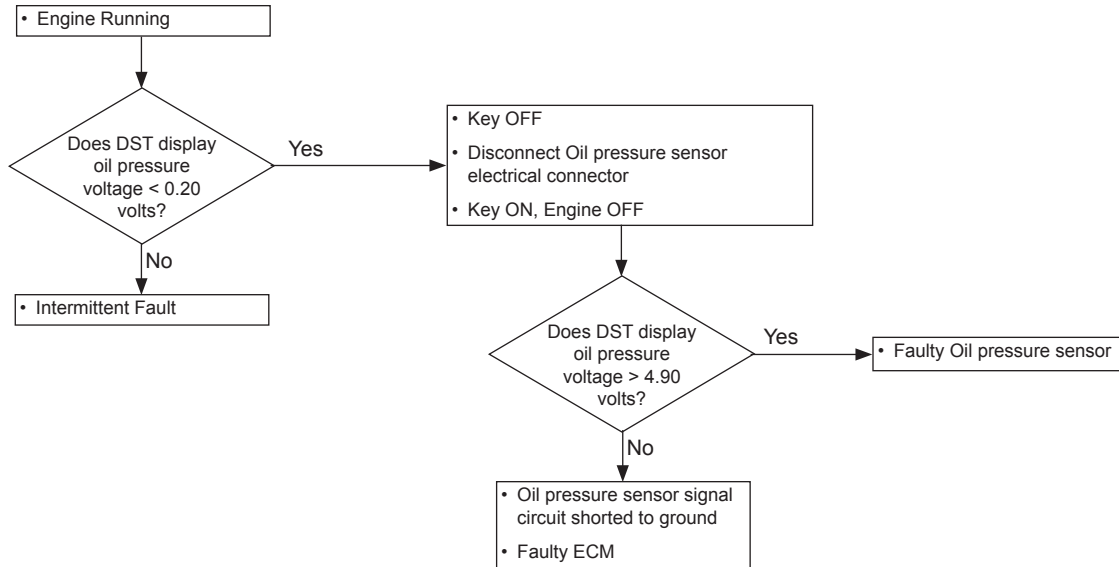 • Engine Running
Does DST display
oil pressure
voltage < 0.20
volts?
Yes
No
• Intermittent Fault
• Key OFF
• Disconnect Oil pressure sensor
electrical connector
• Key ON, Engine OFF
Does DST display
oil pressure
voltage > 4.90
volts?
Yes
• Faulty Oil pressure sensor
No
• Oil pressure sensor signal
circuit shorted to ground
• Faulty ECM